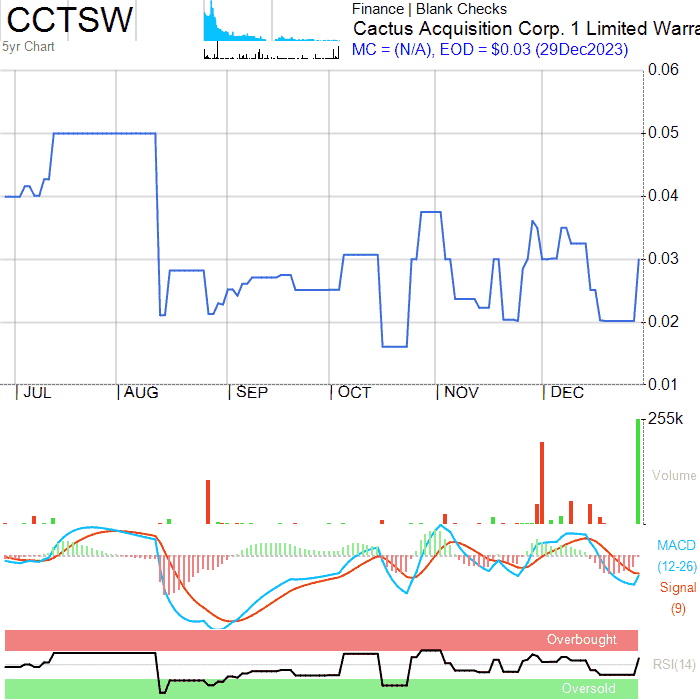 CCTSW
5yr Chart
Finance | Blank Checks
Cactus Acquisition Corp. 1 Limited Warra
MC = (N/A), EOD = $0.03 (29Dec2023)
0.06
0.05
0.04
0.03
0.02
0.01
JUL AUG SEP OCT NOV DEC
255k
Volume
MACD
(12-26)
Signal
(9)
Overbought
RSI(14)
Oversold